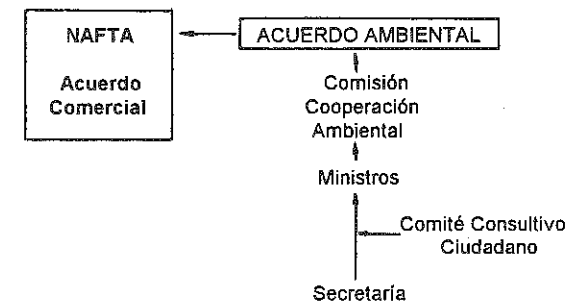 NAFTA
Acuerdo
Comercial
ACUERDO AMBIENTAL
Comisión
Cooperación
Ambiental
Ministros
Comité Consultivo
Ciudadano
Secretaría